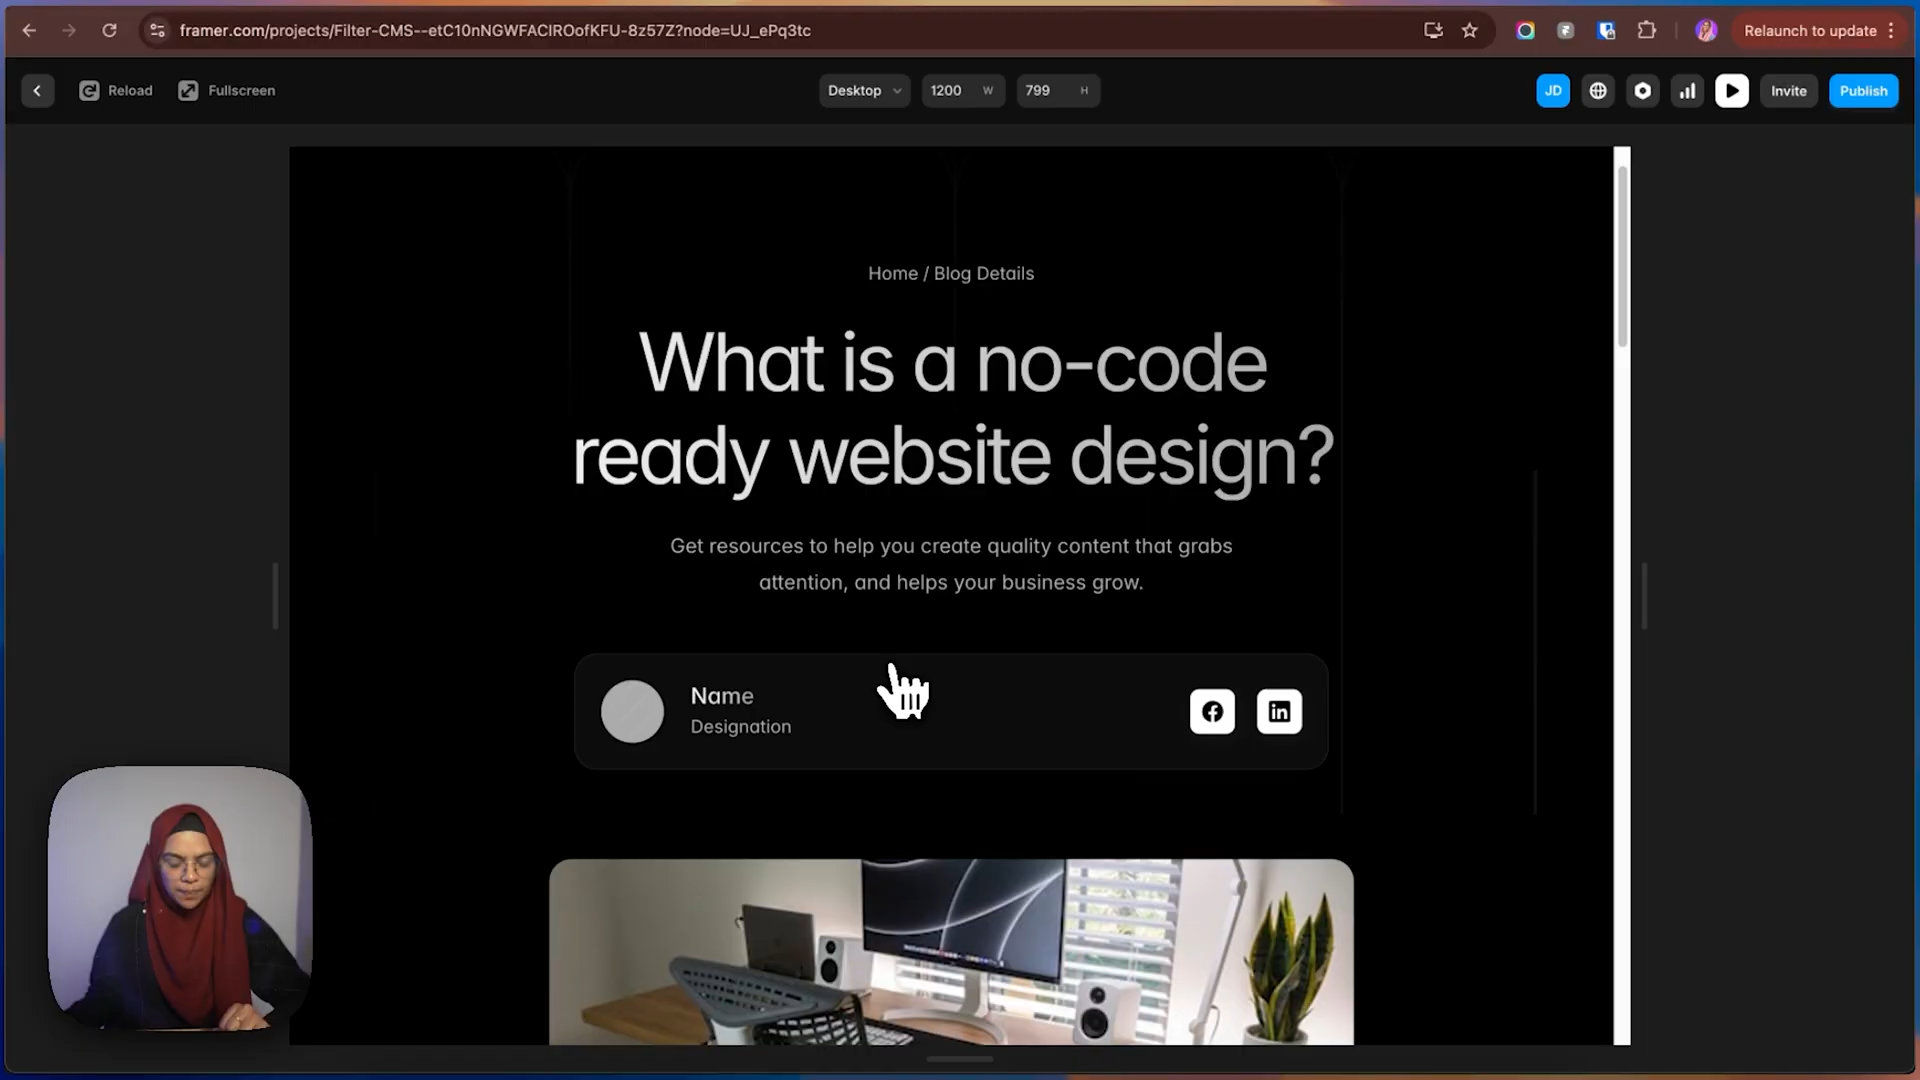 framer.com/projects/Filter-CMS--etC10nNGWFACIROofKFU-8z57Z?node=UJ_ePq3tc
Relaunch to update
Reload
Fullscreen
Desktop
1200 W
799 H
JD
Invite
Publish
Home / Blog Details
What is a no-code
ready website design?
Get resources to help you create quality content that grabs
attention, and helps your business grow.
Name
Designation